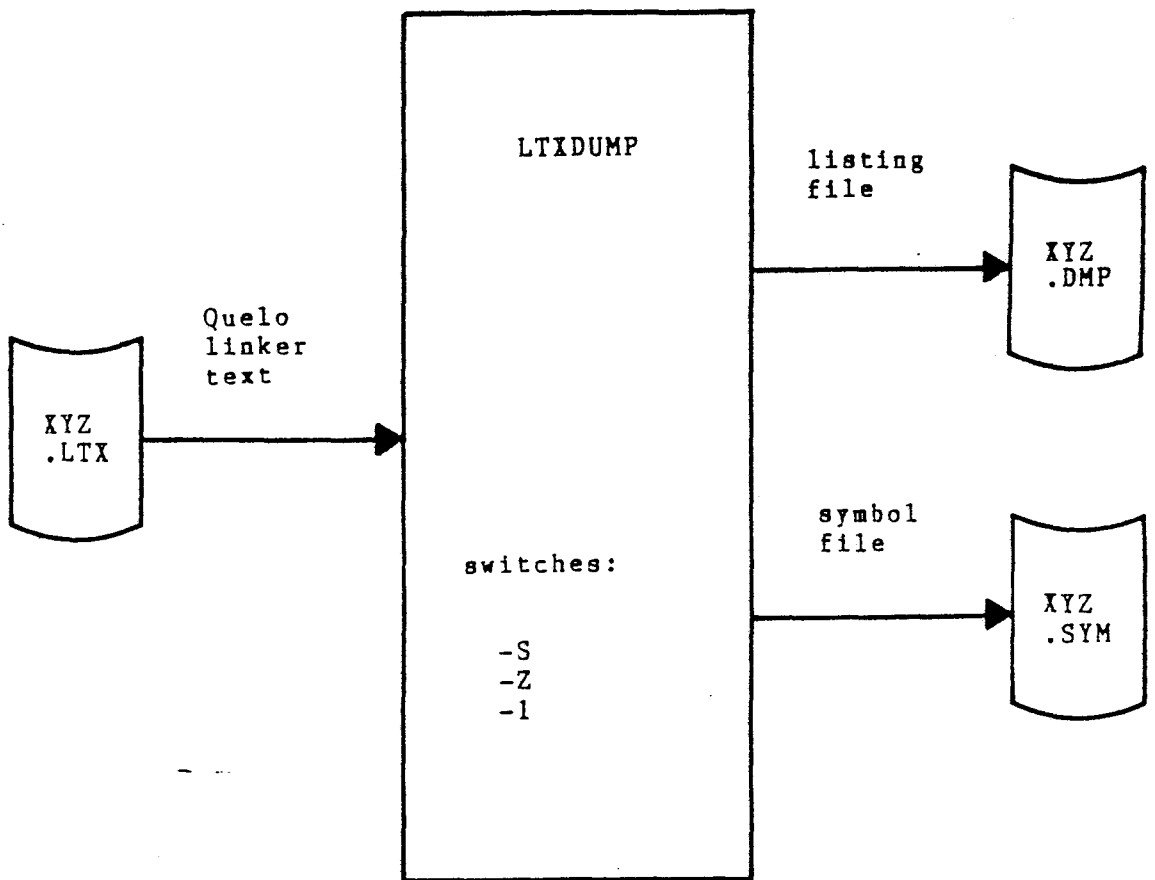 LTXDUMP
listing
file
XYZ
.DMP
Quelo
linker
text
XYZ
.LTX
symbol
file
switches:
XYZ
.SYM
-S
-Z
-1